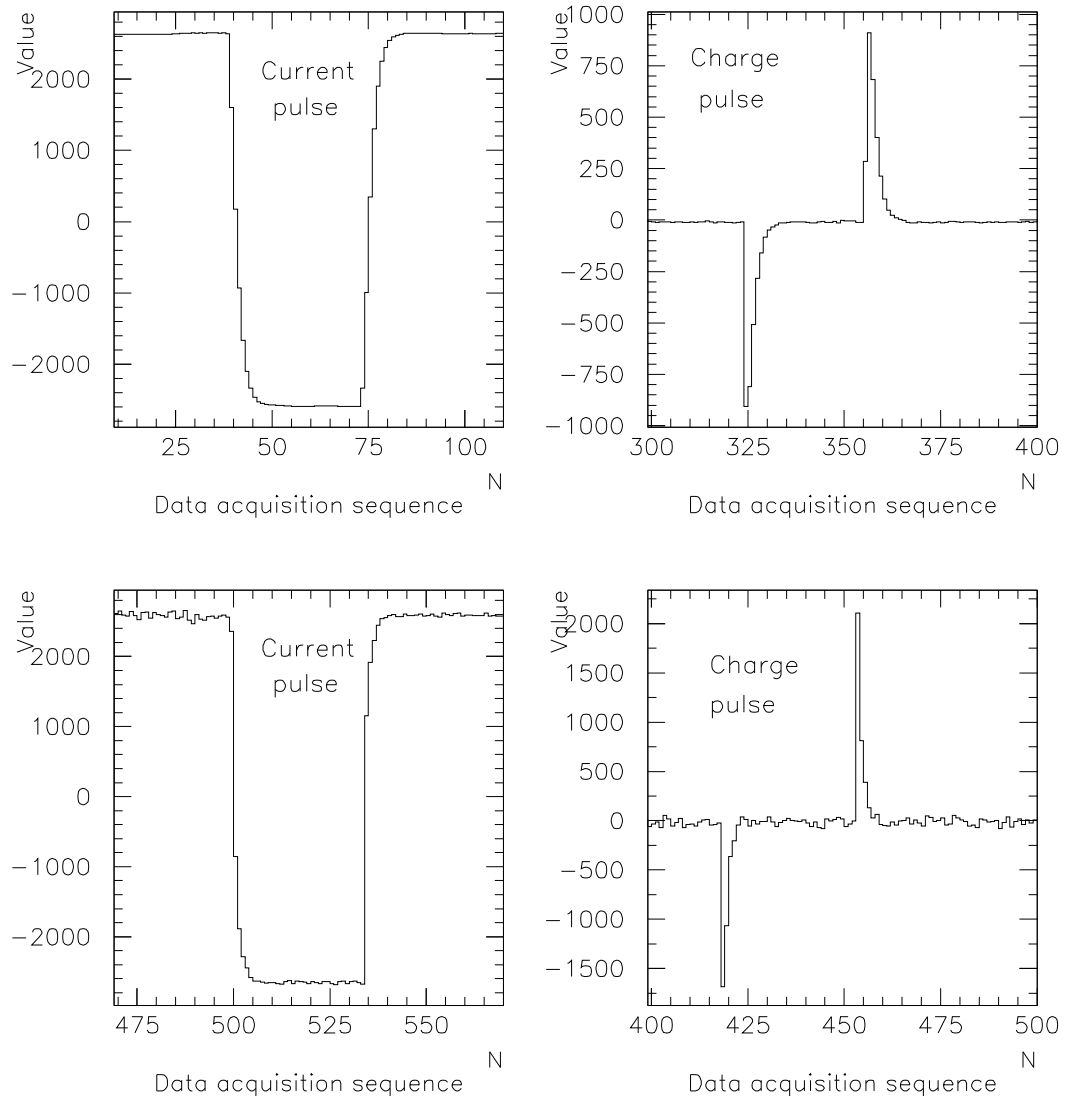 Value
2000
1000
0
−1000
−2000
Current
pulse
25 50 75 100
N
Data acquisition sequence
Value
1000
750
500
250
0
−250
−500
−750
−1000
Charge
pulse
300 325 350 375 400
N
Data acquisition sequence
Value
2000
1000
0
−1000
−2000
Current
pulse
475 500 525 550
N
Data acquisition sequence
Value
2000
1500
1000
500
0
−500
−1000
−1500
Charge
pulse
400 425 450 475 500
N
Data acquisition sequence